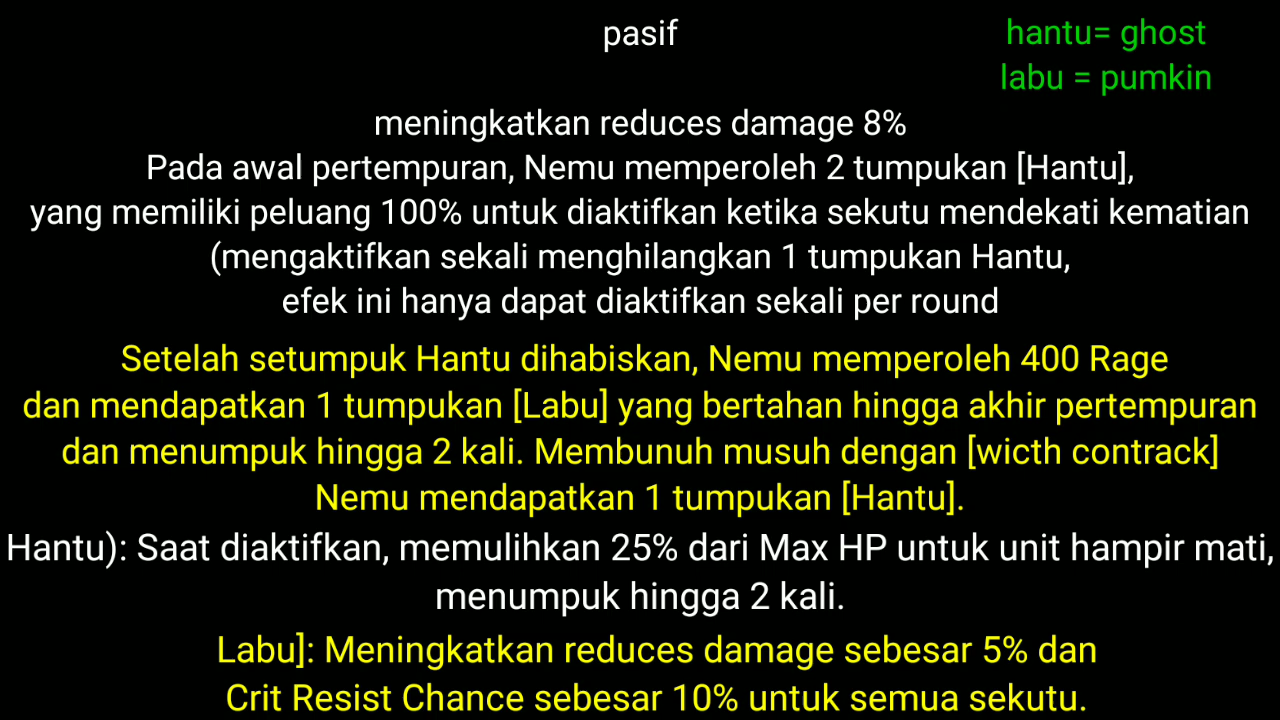 pasif
hantu= ghost
labu = pumkin
meningkatkan reduces damage 8%
Pada awal pertempuran, Nemu memperoleh 2 tumpukan [Hantu],
yang memiliki peluang 100% untuk diaktifkan ketika sekutu mendekati kematian
(mengaktifkan sekali menghilangkan 1 tumpukan Hantu,
efek ini hanya dapat diaktifkan sekali per round
Setelah setumpuk Hantu dihabiskan, Nemu memperoleh 400 Rage
dan mendapatkan 1 tumpukan [Labu] yang bertahan hingga akhir pertempuran
dan menumpuk hingga 2 kali. Membunuh musuh dengan [wicth contrack]
Nemu mendapatkan 1 tumpukan [Hantu].
Hantu): Saat diaktifkan, memulihkan 25% dari Max HP untuk unit hampir mati,
menumpuk hingga 2 kali.
Labu]: Meningkatkan reduces damage sebesar 5% dan
Crit Resist Chance sebesar 10% untuk semua sekutu.